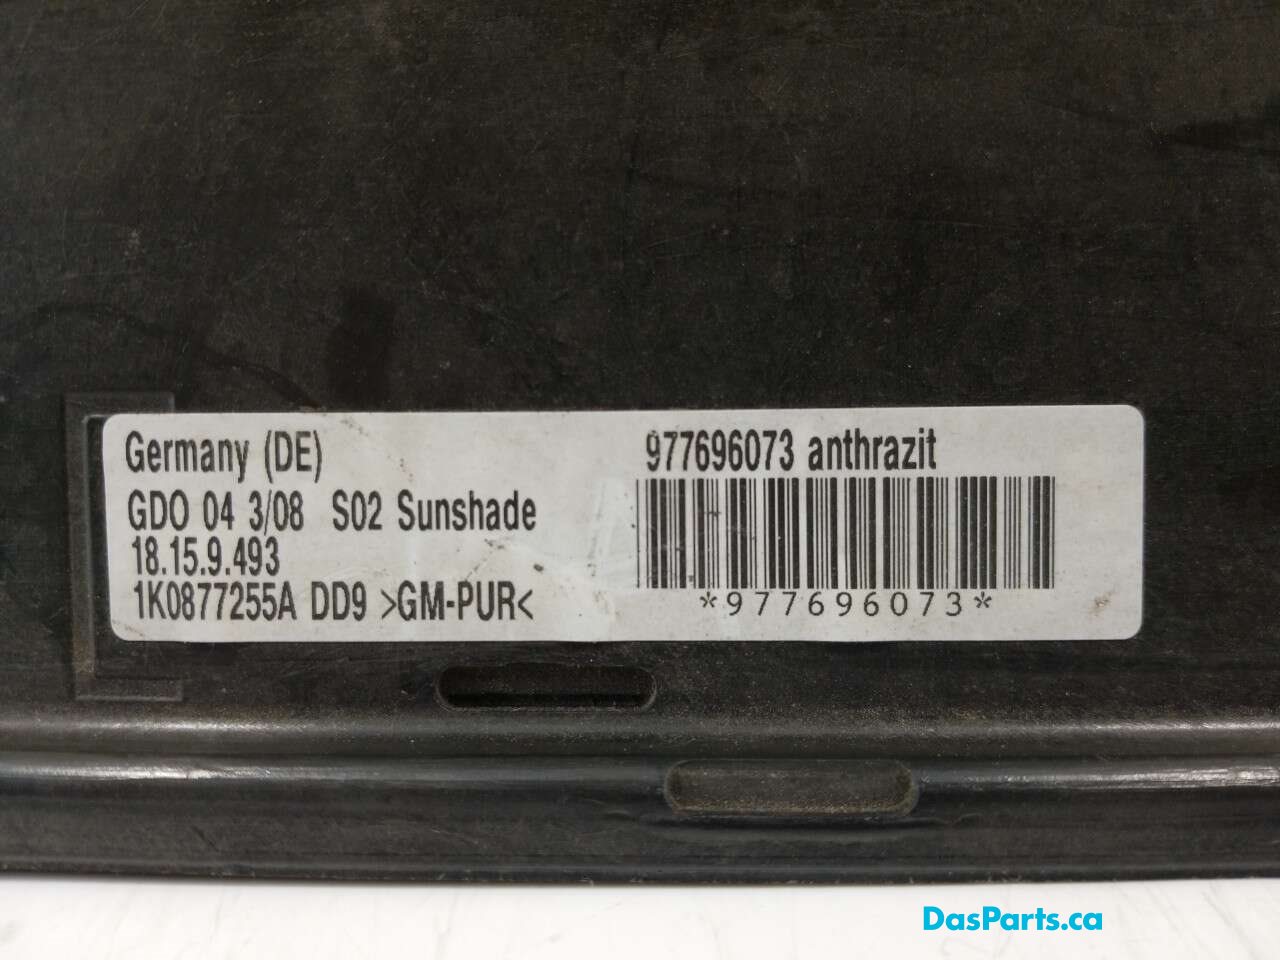 Germany (DE)
GDO 04 3/08 S02 Sunshade
18.15.9.493
1K0877255A DD9 >GM-PUR<
977696073 anthrazit
*977696073*
DasParts.ca